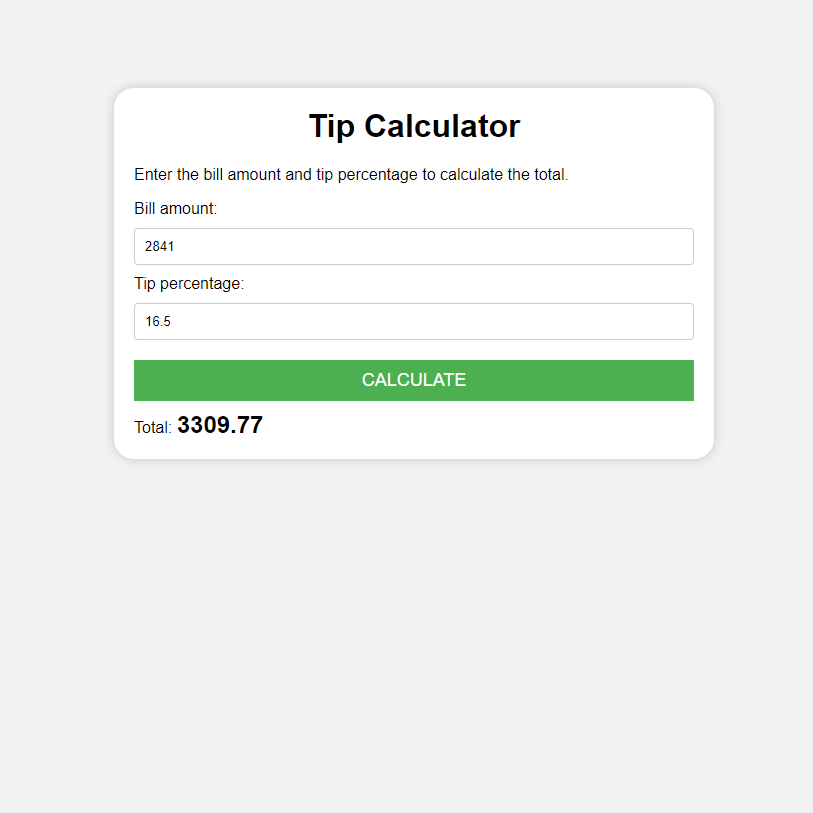 Tip Calculator
Enter the bill amount and tip percentage to calculate the total.
Bill amount:
2841
Tip percentage:
16.5
CALCULATE
Total: 3309.77